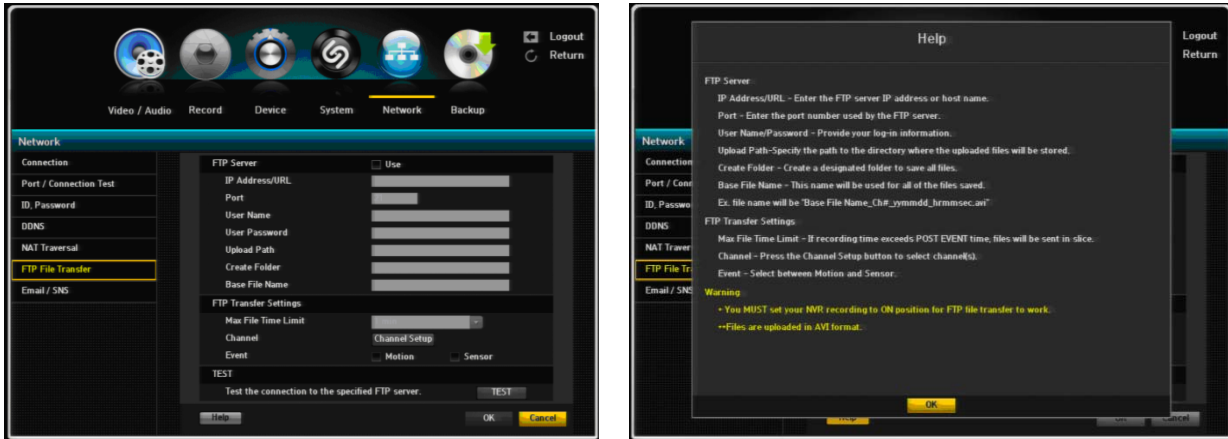 Logout
Return
Video / Audio Record Device System Network Backup
Network
Connection
Port / Connection Test
ID, Password
DDNS
NAT Traversal
FTP File Transfer
Email / SNS
FTP Server Use
IP Address/URL
Port
User Name
User Password
Upload Path
Create Folder
Base File Name
FTP Transfer Settings
Max File Time Limit
Channel Channel Setup
Event Motion Sensor
TEST
Test the connection to the specified FTP server. TEST
Help OK Cancel
Help
Logout
Return
FTP Server
IP Address/URL - Enter the FTP server IP address or host name.
Port - Enter the port number used by the FTP server.
User Name/Password - Provide your log-in information.
Upload Path-Specify the path to the directory where the uploaded files will be stored.
Create Folder - Create a designated folder to save all files.
Base File Name - This name will be used for all of the files saved.
Ex. file name will be "Base File Name_Ch#_yymmdd_hrmmsec.avi"
FTP Transfer Settings
Max File Time Limit - If recording time exceeds POST EVENT time, files will be sent in slice.
Channel - Press the Channel Setup button to select channel(s).
Event - Select between Motion and Sensor.
Warning
* You MUST set your NVR recording to ON position for FTP file transfer to work.
**Files are uploaded in AVI format.
OK
Network
Connection
Port / Conn
ID, Passwo
DDNS
NAT Traver
FTP File Tr
Email / SNS